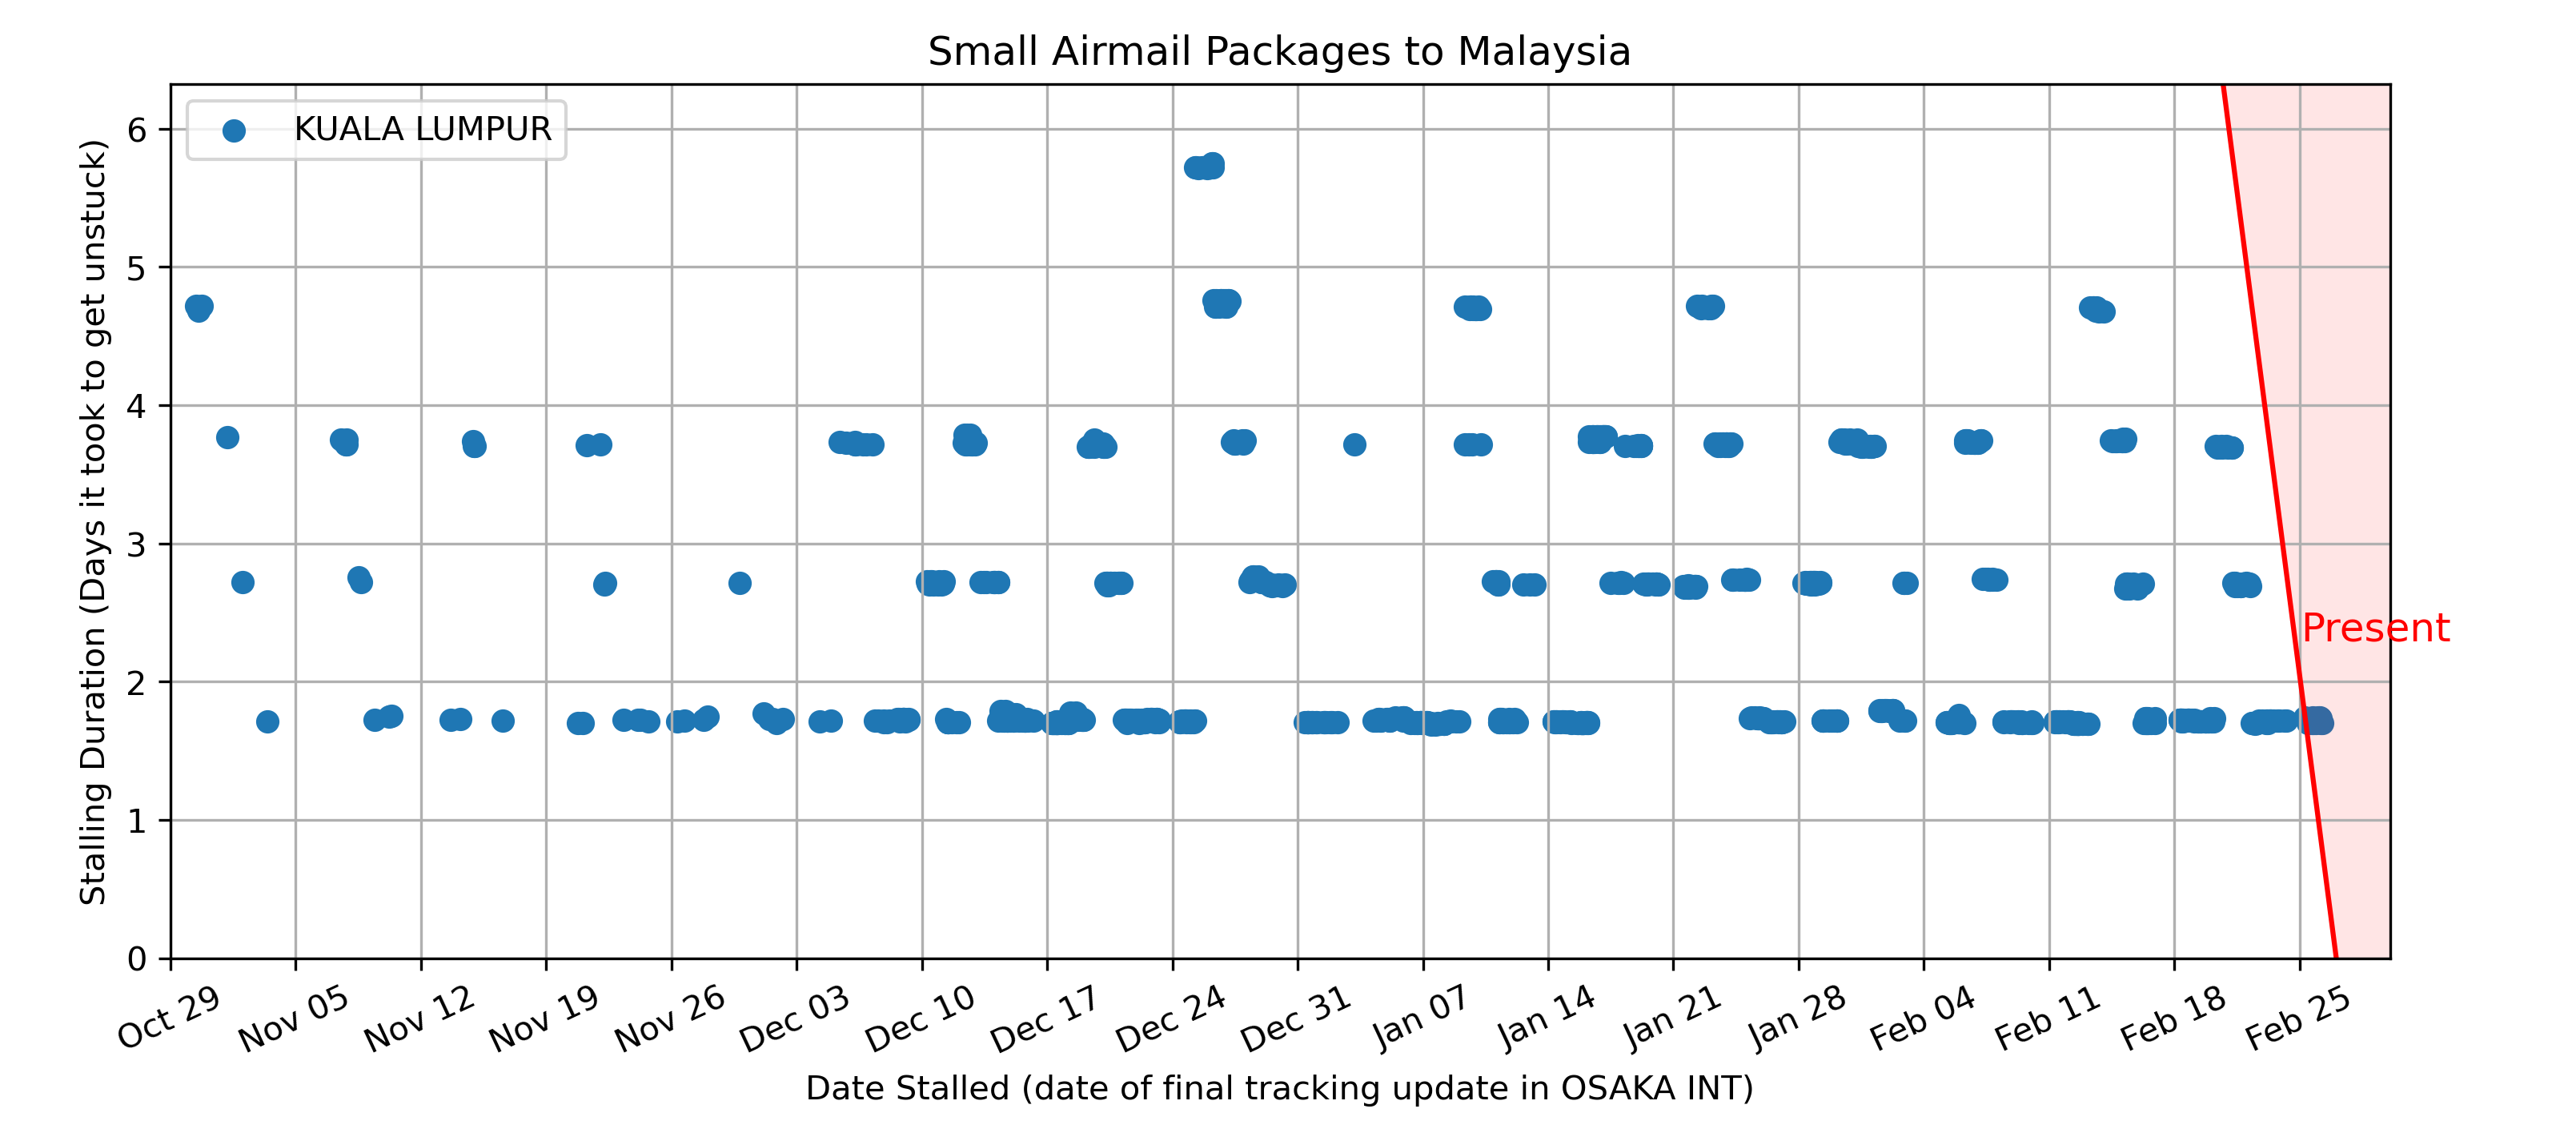 Small Airmail Packages to Malaysia
KUALA LUMPUR
Stalling Duration (Days it took to get unstuck)
6
5
4
3
2
1
0
Present
Oct 29
Nov 05
Nov 12
Nov 19
Nov 26
Dec 03
Dec 10
Dec 17
Dec 24
Dec 31
Jan 07
Jan 14
Jan 21
Jan 28
Feb 04
Feb 11
Feb 18
Feb 25
Date Stalled (date of final tracking update in OSAKA INT)